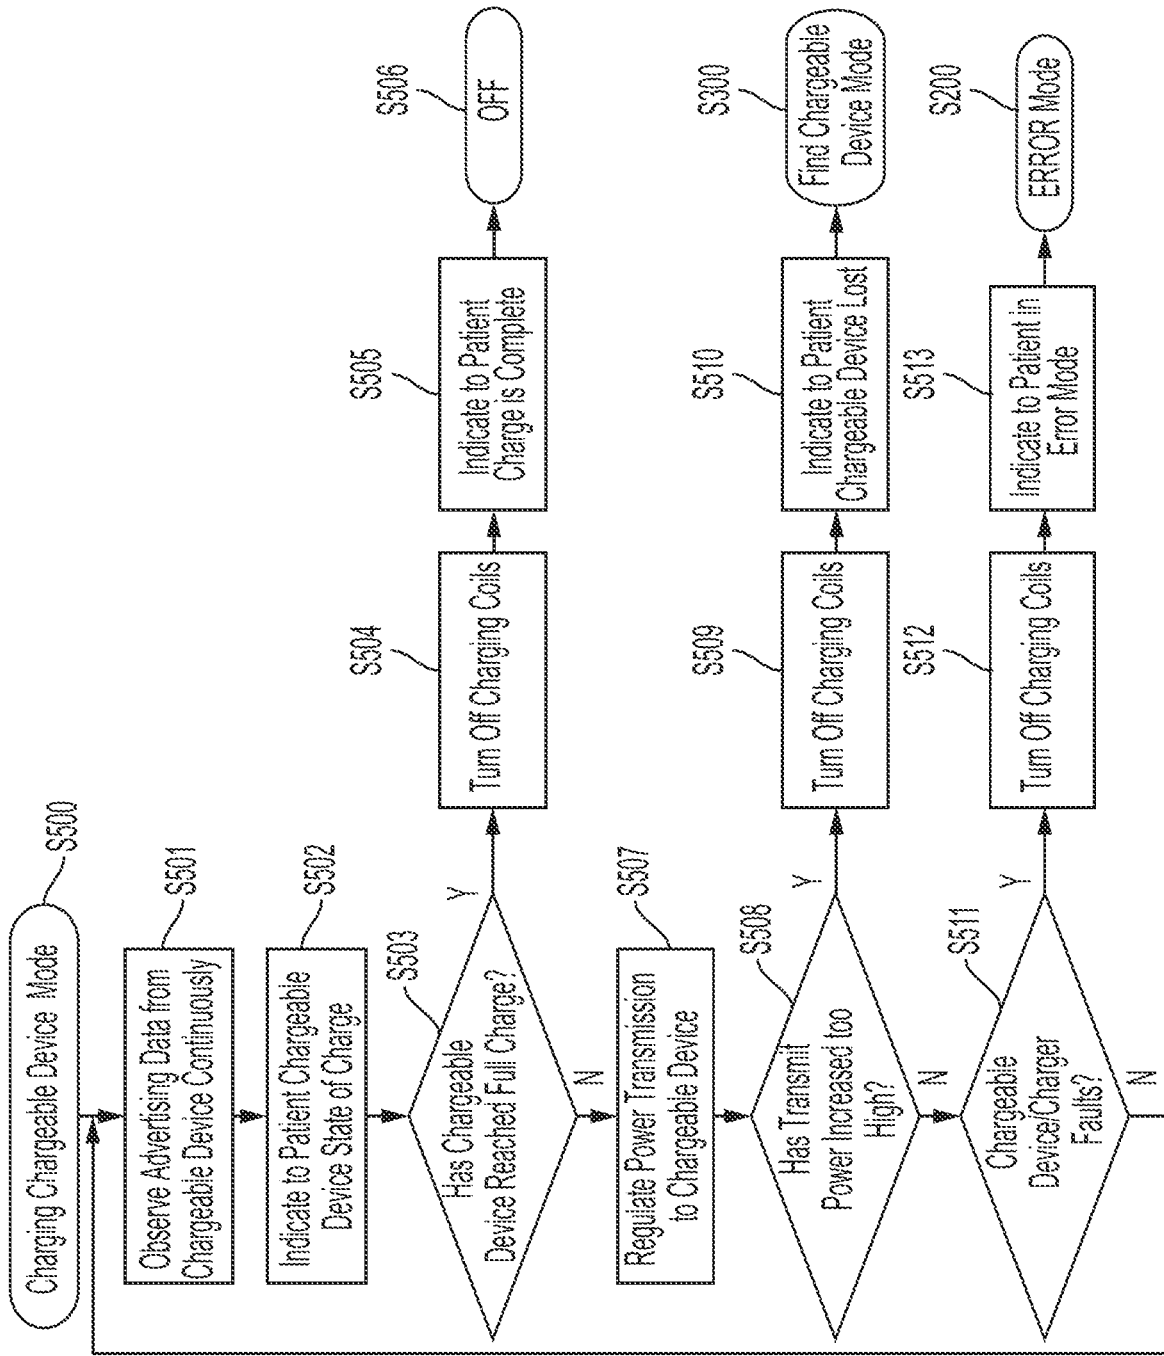 S500
Charging Chargeable Device Mode
S501
Observe Advertising Data from
Chargeable Device Continuously
S502
Indicate to Patient Chargeable
Device State of Charge
S503
Has Chargeable
Device Reached Full Charge?
Y
N
S504
Turn Off Charging Coils
S505
Indicate to Patient
Charge is Complete
S506
OFF
S507
Regulate Power Transmission
to Chargeable Device
S508
Has Transmit
Power Increased too
High?
Y
N
S509
Turn Off Charging Coils
S510
Indicate to Patient
Chargeable Device Lost
S300
Find Chargeable
Device Mode
S511
Chargeable
Device/Charger
Faults?
Y
N
S512
Turn Off Charging Coils
S513
Indicate to Patient in
Error Mode
S200
ERROR Mode